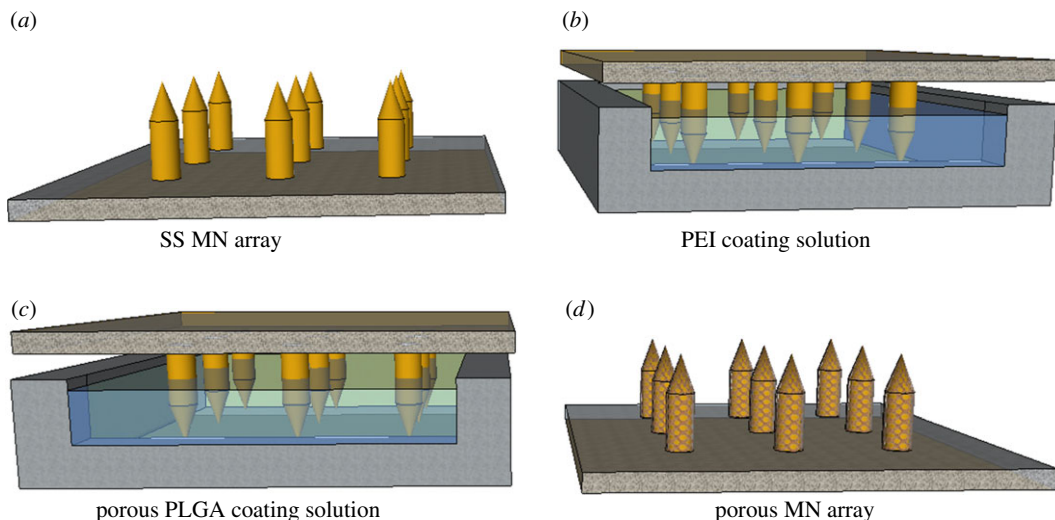 (a)
(b)
SS MN array
PEI coating solution
(c)
(d)
porous PLGA coating solution
porous MN array